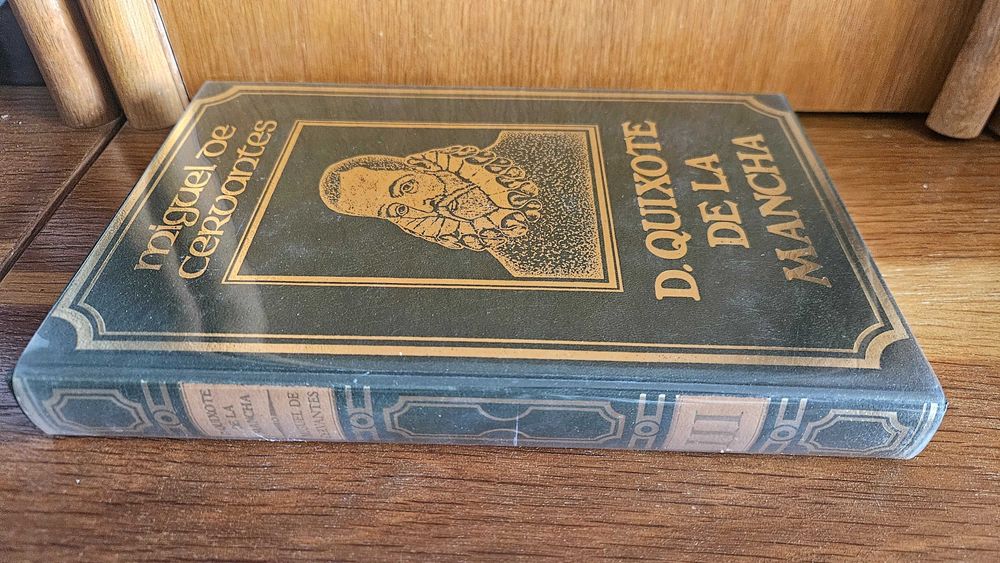 miguel de
cervantes
D. QUIXOTE
DE LA
MANCHA
D. QUIXOTE
DE LA
MANCHA
MIGUEL DE
CERVANTES
III